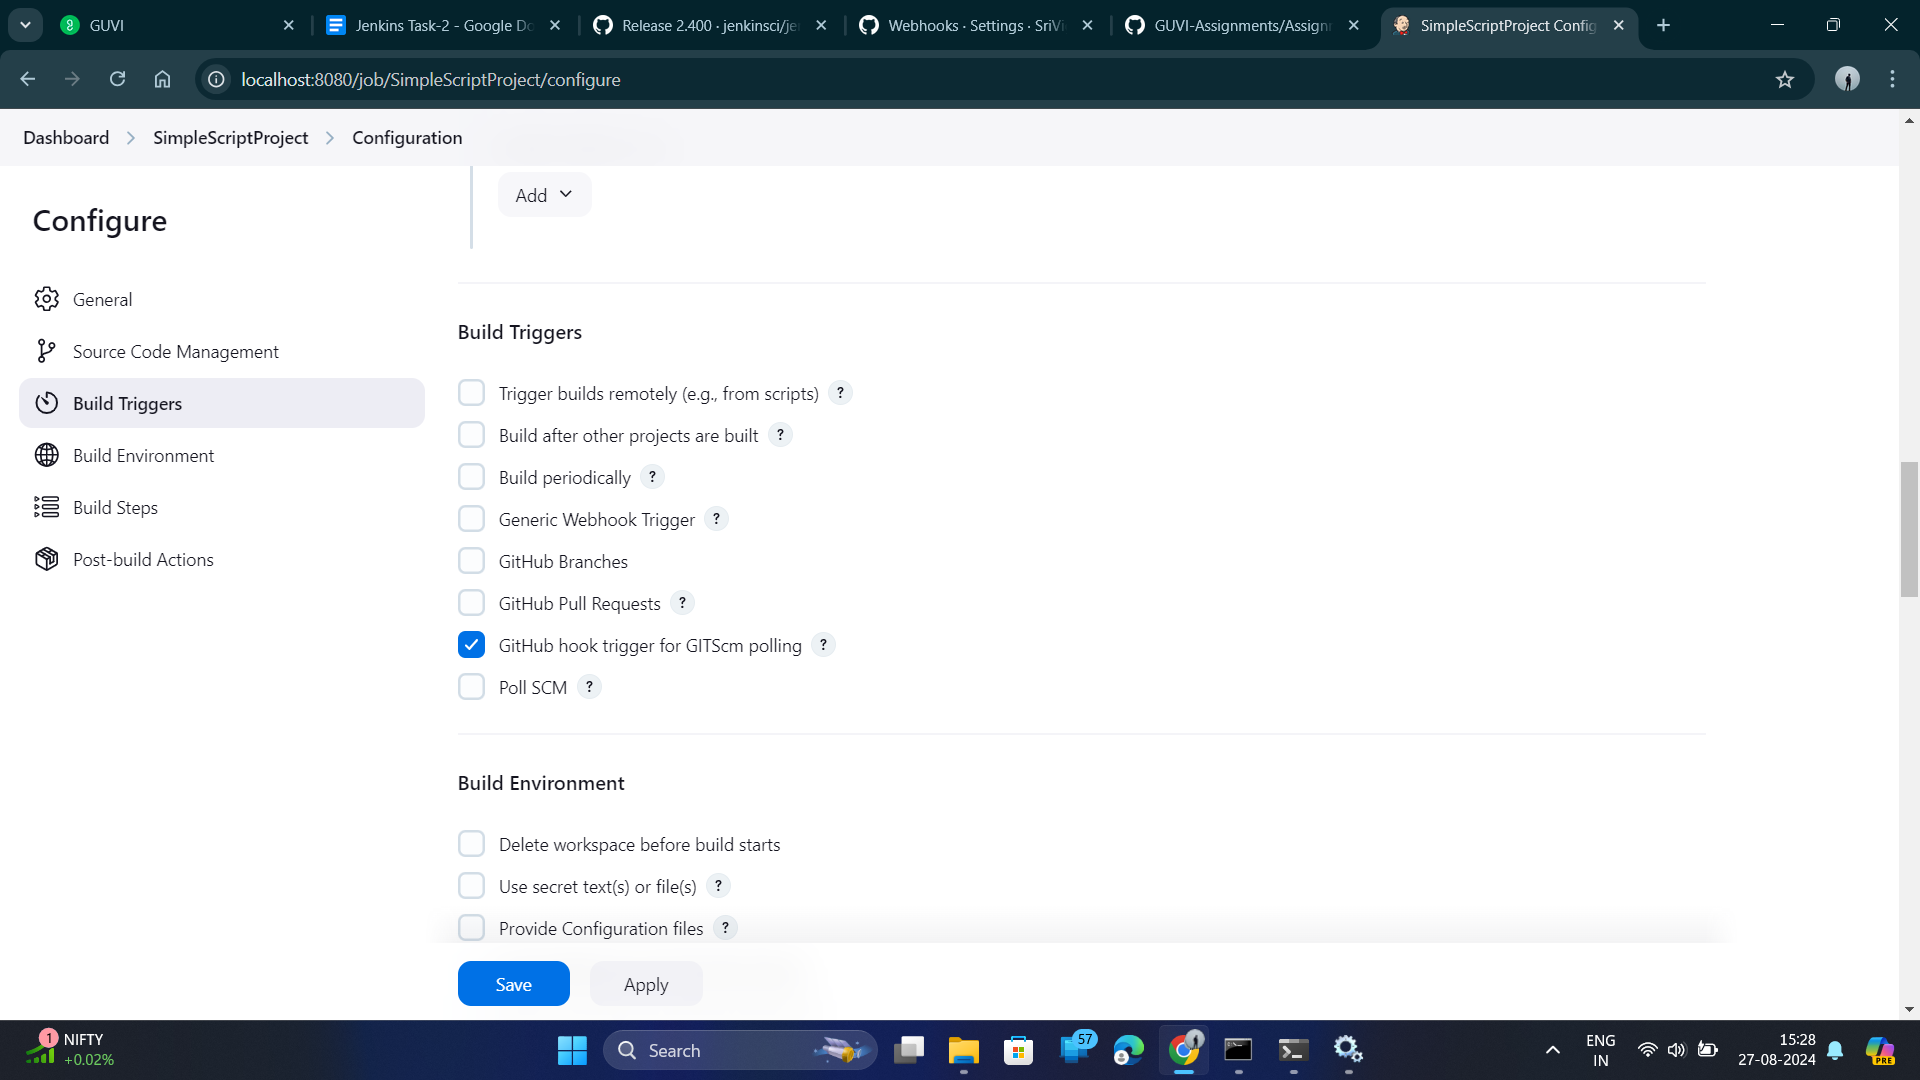 GUVI
Jenkins Task-2 - Google Do
Release 2.400 · jenkinsci/je
Webhooks · Settings · SriVi
GUVI-Assignments/Assignm
SimpleScriptProject Config
localhost:8080/job/SimpleScriptProject/configure
Dashboard
SimpleScriptProject
Configuration
Configure
General
Source Code Management
Build Triggers
Build Environment
Build Steps
Post-build Actions
Add
Build Triggers
Trigger builds remotely (e.g., from scripts) ?
Build after other projects are built ?
Build periodically ?
Generic Webhook Trigger ?
GitHub Branches
GitHub Pull Requests ?
GitHub hook trigger for GITScm polling ?
Poll SCM ?
Build Environment
Delete workspace before build starts
Use secret text(s) or file(s) ?
Provide Configuration files ?
Save
Apply
1
NIFTY
+0.02%
Search
57
ENG
IN
15:28
27-08-2024
PRE